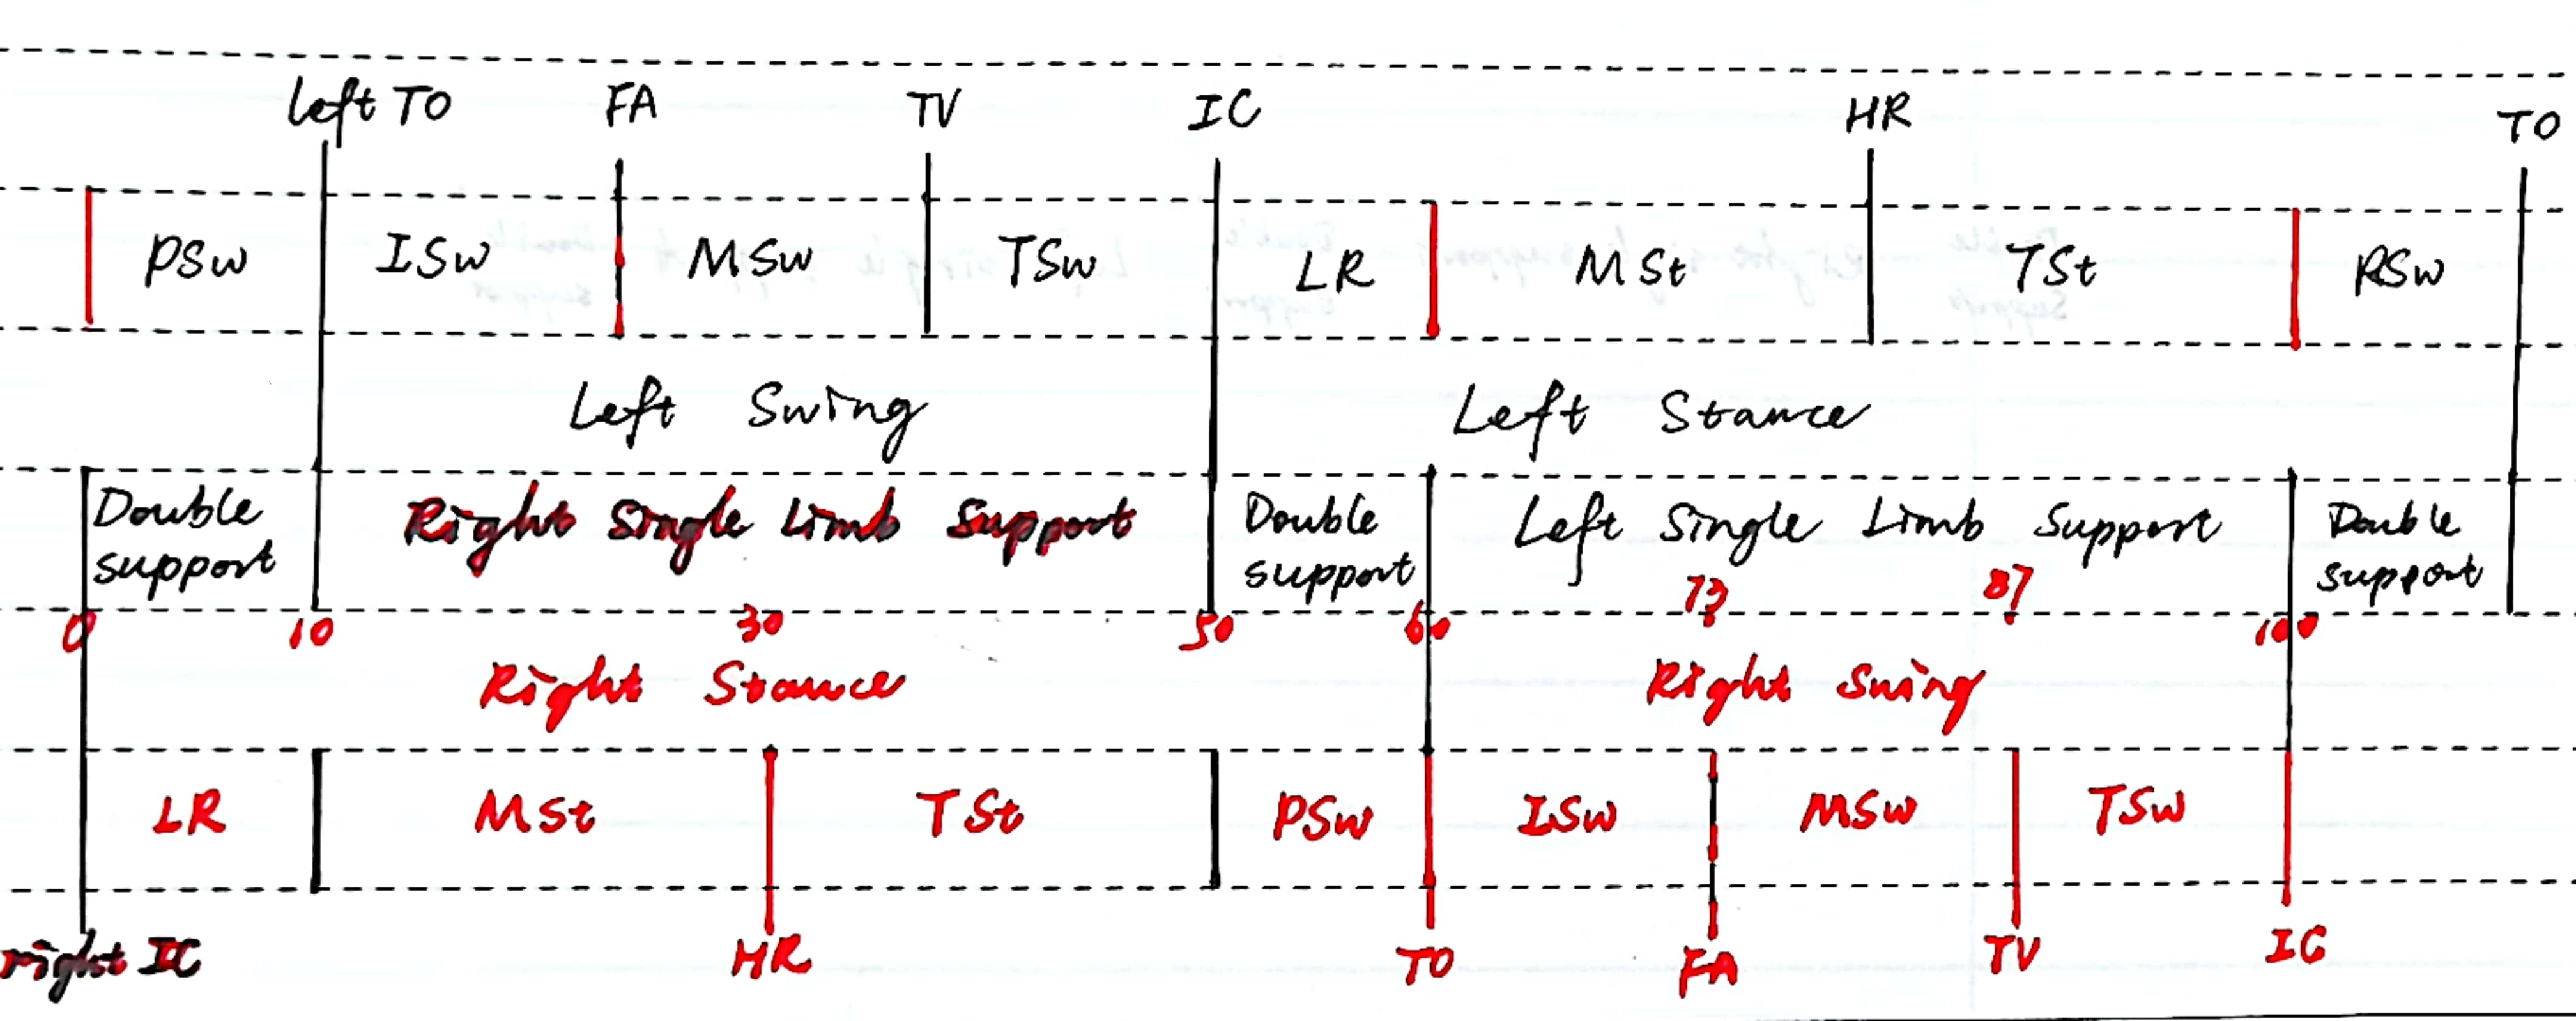 left TO FA TV IC HR TO
PSw ISw MSw TSw LR MSt TSt PSw
Left Swing Left Stance
Double support Right Single Limb Support Double support Left Single Limb Support Double support
73 87
0 10 30 50 60 100
Right Stance Right Swing
LR MSt TSt PSw ISw MSw TSw
right IC HR TO FA TV IC